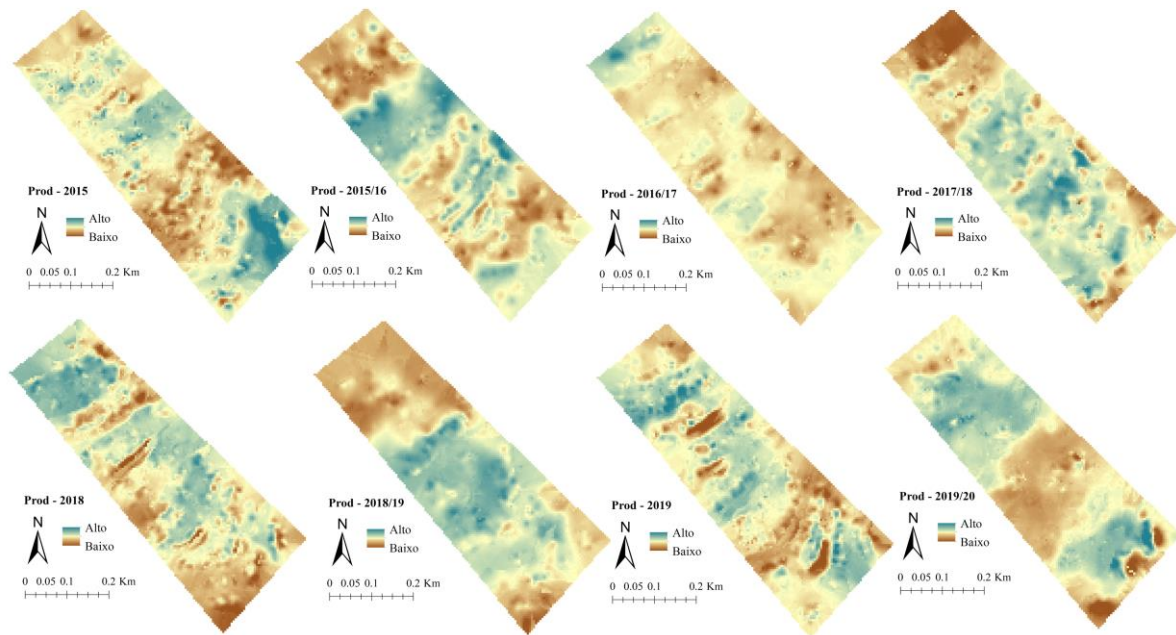 Prod - 2015
N
Alto
Baixo
0 0.05 0.1 0.2 Km
Prod - 2015/16
N
Alto
Baixo
0 0.05 0.1 0.2 Km
Prod - 2016/17
N
Alto
Baixo
0 0.05 0.1 0.2 Km
Prod - 2017/18
N
Alto
Baixo
0 0.05 0.1 0.2 Km
Prod - 2018
N
Alto
Baixo
0 0.05 0.1 0.2 Km
Prod - 2018/19
N
Alto
Baixo
0 0.05 0.1 0.2 Km
Prod - 2019
N
Alto
Baixo
0 0.05 0.1 0.2 Km
Prod - 2019/20
N
Alto
Baixo
0 0.05 0.1 0.2 Km